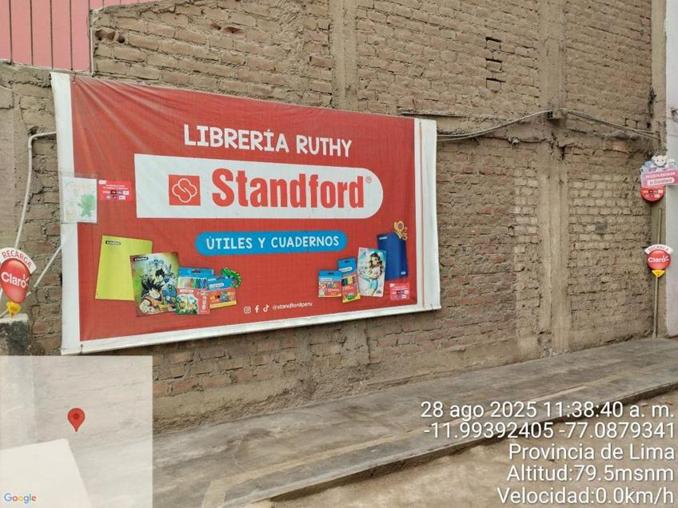 LIBRERÍA RUTHY
Standford®
ÚTILES Y CUADERNOS
@standfordperu
RECARGAS
Claro
Claro
28 ago 2025 11:38:40 a. m.
-11.99392405 -77.0879341
Provincia de Lima
Altitud:79.5msnm
Velocidad:0.0km/h
Google